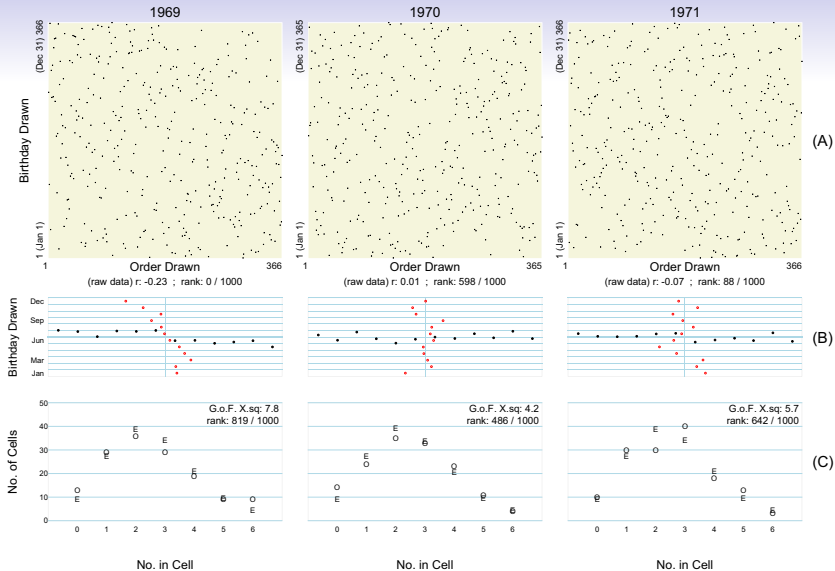 1969 1970 1971
(Dec 31) 366
(Dec 31) 365
(Dec 31) 366
Birthday Drawn
(A)
1 (Jan 1)
1 (Jan 1)
1 (Jan 1)
1 Order Drawn 366
1 Order Drawn 365
1 Order Drawn 366
(raw data) r: -0.23 ; rank: 0 / 1000
(raw data) r: 0.01 ; rank: 598 / 1000
(raw data) r: -0.07 ; rank: 88 / 1000
Birthday Drawn
Dec
Sep
Jun
Mar
Jan
(B)
No. of Cells
50
40
30
20
10
0
G.o.F. X.sq: 7.8
rank: 819 / 1000
O E O E E O E O E O E O O E
G.o.F. X.sq: 4.2
rank: 486 / 1000
O E E O E O E O O E O E E O
G.o.F. X.sq: 5.7
rank: 642 / 1000
O E O E E O O E E O O E E O
(C)
0 1 2 3 4 5 6
0 1 2 3 4 5 6
0 1 2 3 4 5 6
No. in Cell
No. in Cell
No. in Cell